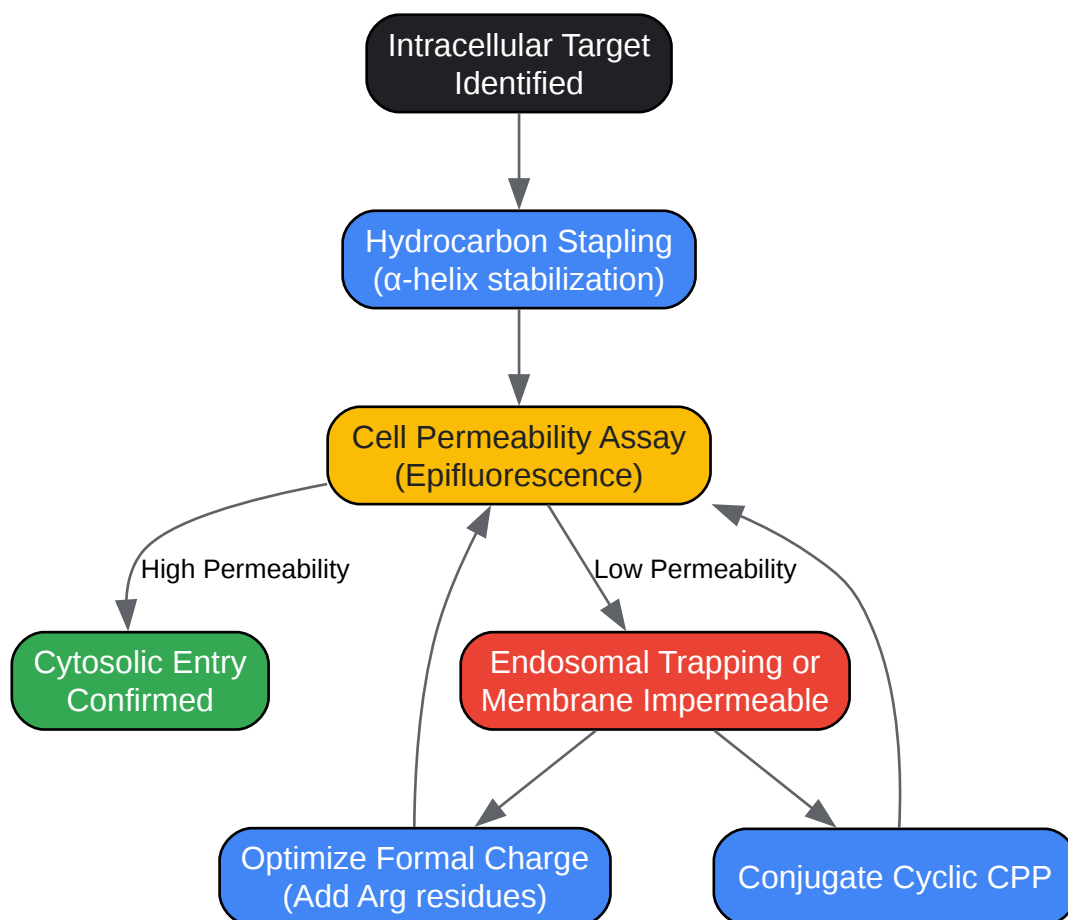 Intracellular Target
Identified
Hydrocarbon Stapling
(α-helix stabilization)
Cell Permeability Assay
(Epifluorescence)
High Permeability
Low Permeability
Cytosolic Entry
Confirmed
Endosomal Trapping or
Membrane Impermeable
Optimize Formal Charge
(Add Arg residues)
Conjugate Cyclic CPP